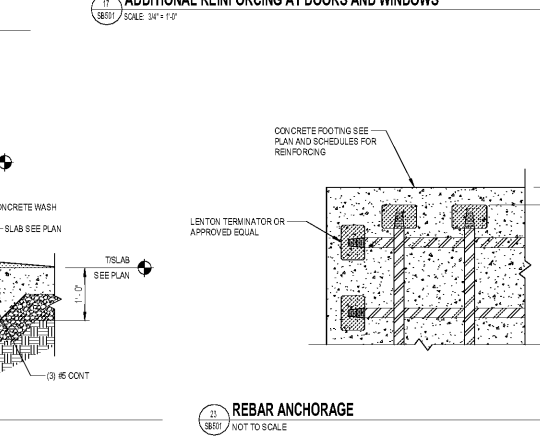 17
SB501
ADDITIONAL REINFORCING AT DOORS AND WINDOWS
SCALE: 3/4" = 1'-0"
CONCRETE FOOTING SEE
PLAN AND SCHEDULES FOR
REINFORCING
LENTON TERMINATOR OR
APPROVED EQUAL
ONCRETE WASH
SLAB SEE PLAN
T/SLAB
SEE PLAN
1'- 0"
(3) #5 CONT
23
SB501
REBAR ANCHORAGE
NOT TO SCALE